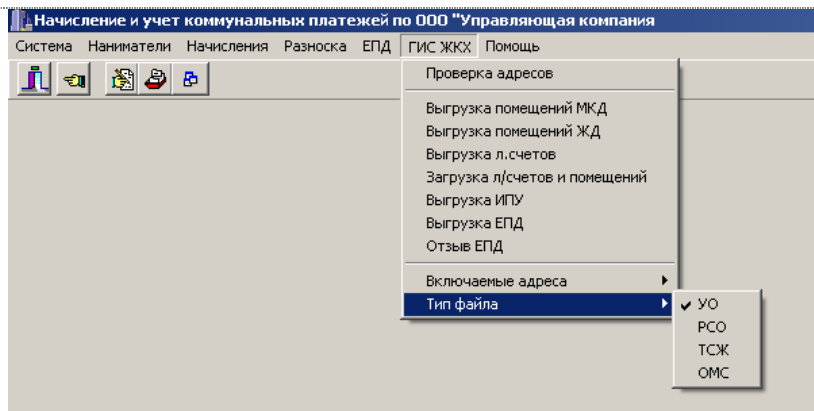 Начисление и учет коммунальных платежей по ООО "Управляющая компания
Система Наниматели Начисления Разноска ЕПД ГИС ЖКХ Помощь
Проверка адресов
Выгрузка помещений МКД
Выгрузка помещений ЖД
Выгрузка л.счетов
Загрузка л/счетов и помещений
Выгрузка ИПУ
Выгрузка ЕПД
Отзыв ЕПД
Включаемые адреса
Тип файла
УО
РСО
ТСЖ
ОМС